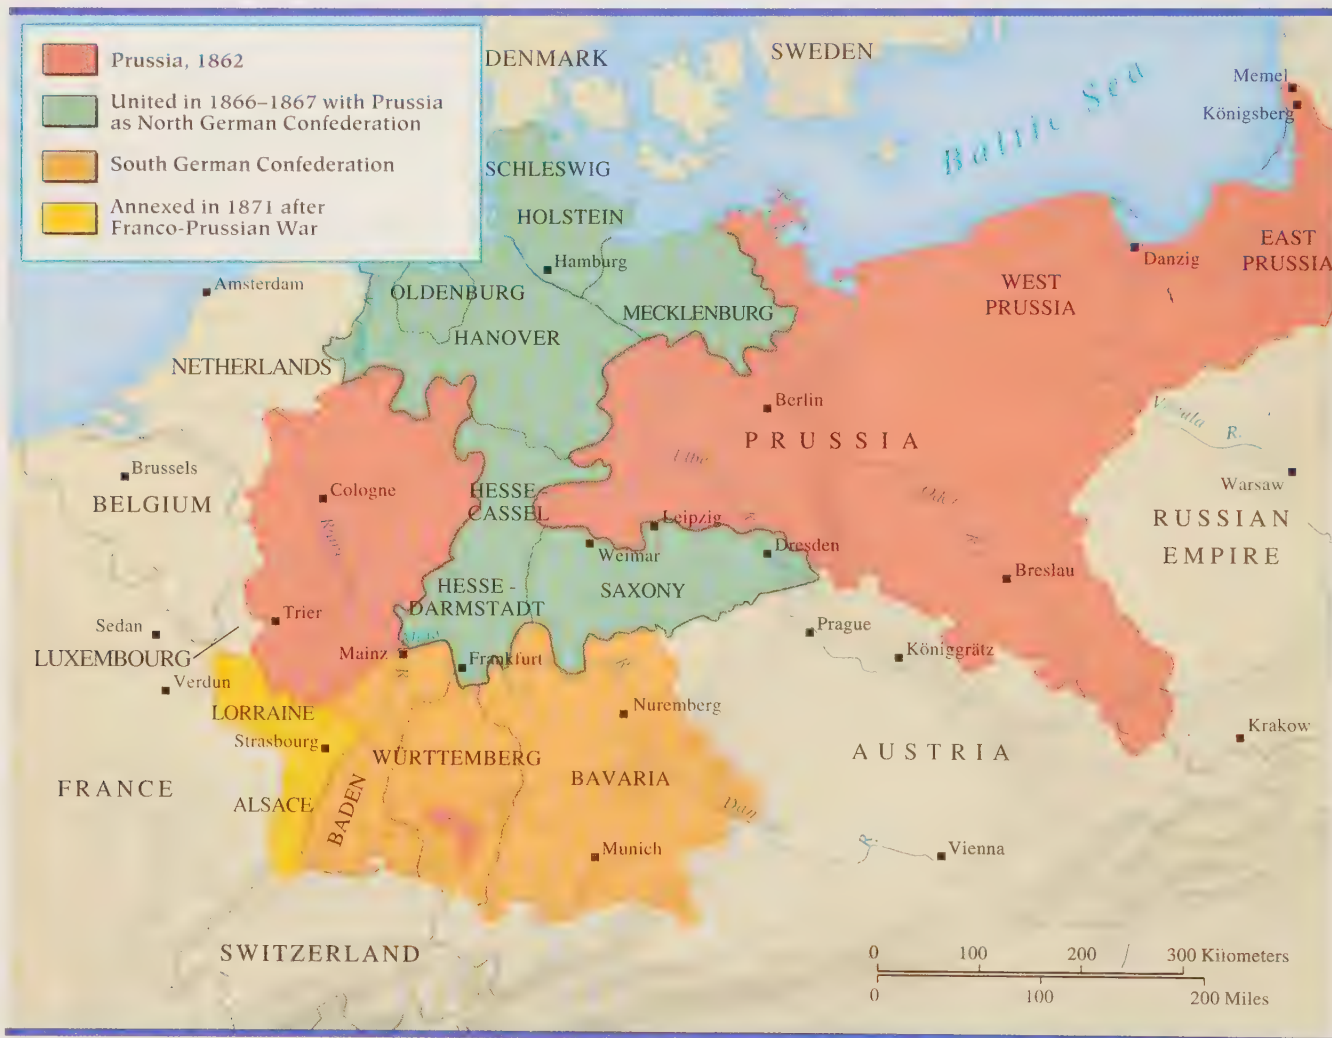 Prussia, 1862
United in 1866–1867 with Prussia
as North German Confederation
South German Confederation
Annexed in 1871 after
Franco-Prussian War
DENMARK
SWEDEN
Baltic Sea
Memel
Königsberg
SCHLESWIG
HOLSTEIN
Hamburg
EAST
PRUSSIA
Danzig
WEST
PRUSSIA
Amsterdam
OLDENBURG
MECKLENBURG
HANOVER
NETHERLANDS
Berlin
PRUSSIA
Vistula R.
Elbe
Oder R.
Warsaw
RUSSIAN
EMPIRE
Brussels
BELGIUM
Cologne
HESSE-
CASSEL
Leipzig
Weimar
Dresden
Breslau
HESSE-
DARMSTADT
SAXONY
Trier
Sedan
LUXEMBOURG
Verdun
Mainz
Frankfurt
Prague
Königgrätz
LORRAINE
Strasbourg
Nuremberg
Krakow
WÜRTTEMBERG
BAVARIA
AUSTRIA
FRANCE
ALSACE
BADEN
Dan
R.
Munich
Vienna
SWITZERLAND
0 100 200 300 Kilometers
0 100 200 Miles